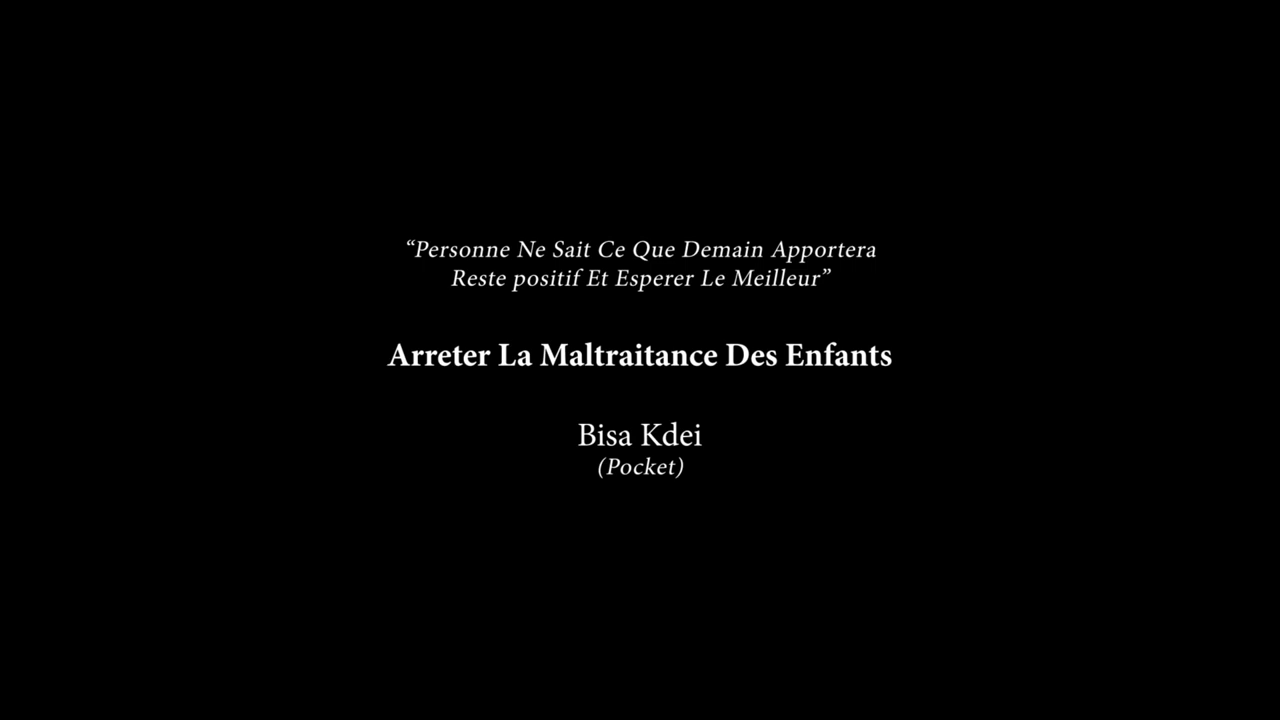 “Personne Ne Sait Ce Que Demain Apportera
Reste positif Et Esperer Le Meilleur”
Arreter La Maltraitance Des Enfants
Bisa Kdei
(Pocket)